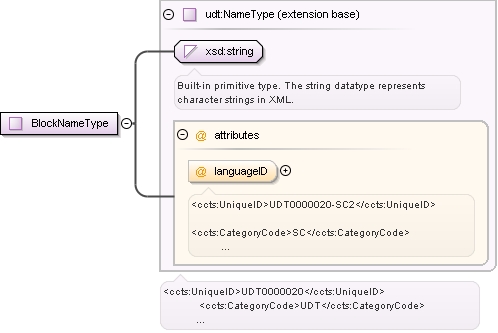 udt:NameType (extension base)
xsd:string
Built-in primitive type. The string datatype represents
character strings in XML.
BlockNameType
@ attributes
@ languageID
<ccts:UniqueID>UDT0000020-SC2</ccts:UniqueID>
<ccts:CategoryCode>SC</ccts:CategoryCode>
...
<ccts:UniqueID>UDT0000020</ccts:UniqueID>
<ccts:CategoryCode>UDT</ccts:CategoryCode>
...